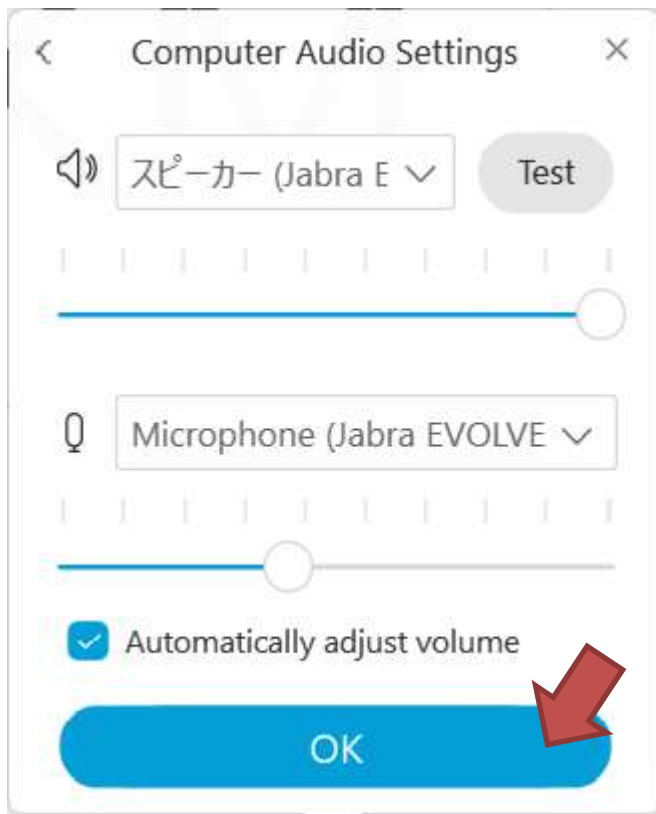 Computer Audio Settings
スピーカー (Jabra E
Test
Microphone (Jabra EVOLVE
Automatically adjust volume
OK